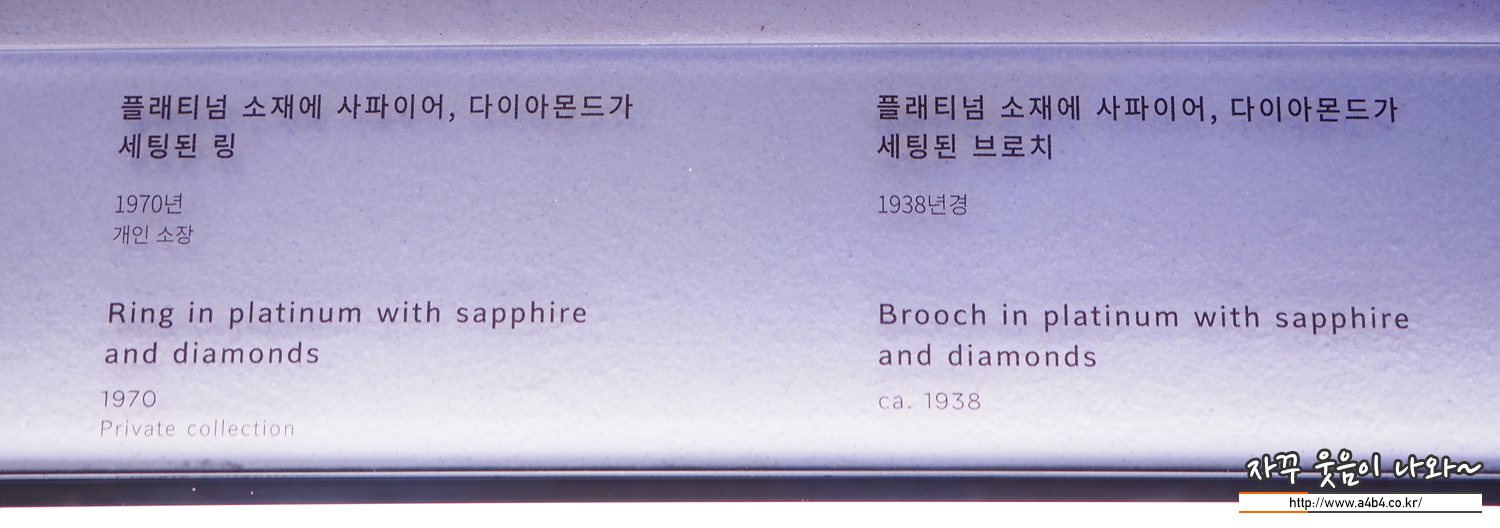 플래티넘 소재에 사파이어, 다이아몬드가
세팅된 링
1970년
개인 소장
Ring in platinum with sapphire
and diamonds
1970
Private collection
플래티넘 소재에 사파이어, 다이아몬드가
세팅된 브로치
1938년경
Brooch in platinum with sapphire
and diamonds
ca. 1938
자꾸 웃음이 나와~
http://www.a4b4.co.kr/